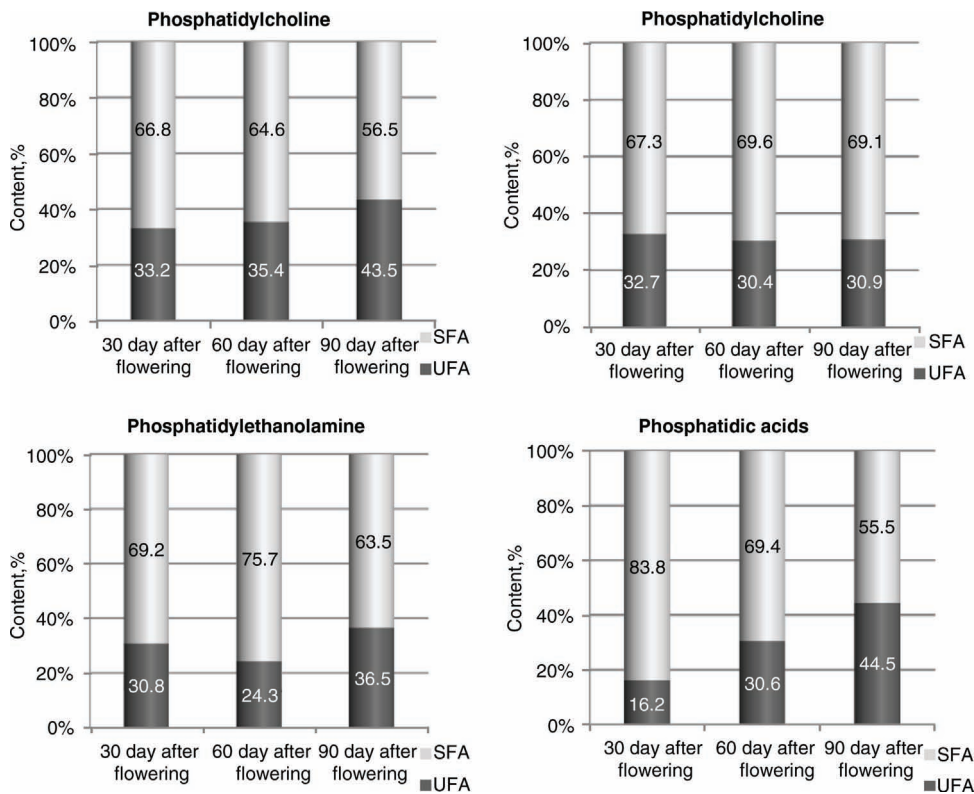 Phosphatidylcholine
100%
80%
60%
40%
20%
0%
Content,%
66.8
64.6
56.5
33.2
35.4
43.5
30 day after flowering
60 day after flowering
90 day after flowering
SFA
UFA
Phosphatidylcholine
100%
80%
60%
40%
20%
0%
Content,%
67.3
69.6
69.1
32.7
30.4
30.9
30 day after flowering
60 day after flowering
90 day after flowering
SFA
UFA
Phosphatidylethanolamine
100%
80%
60%
40%
20%
0%
Content,%
69.2
75.7
63.5
30.8
24.3
36.5
30 day after flowering
60 day after flowering
90 day after flowering
SFA
UFA
Phosphatidic acids
100%
80%
60%
40%
20%
0%
Content,%
83.8
69.4
55.5
16.2
30.6
44.5
30 day after flowering
60 day after flowering
90 day after flowering
SFA
UFA